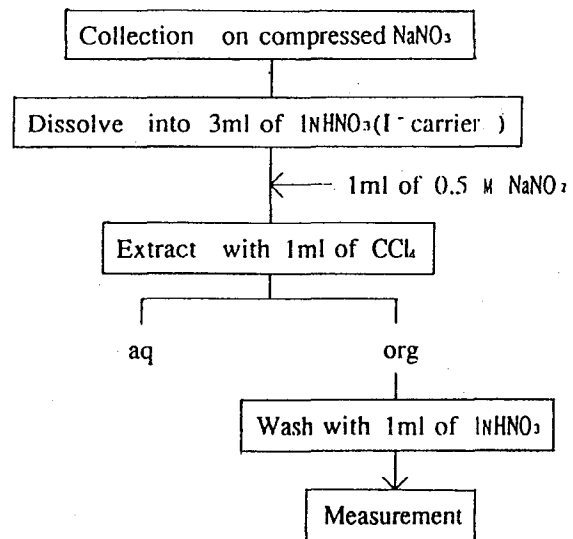 Collection on compressed NaNO₃
Dissolve into 3ml of 1NHNO₃(I⁻ carrier)
1ml of 0.5 M NaNO₂
Extract with 1ml of CCl₄
aq org
Wash with 1ml of 1NHNO₃
Measurement